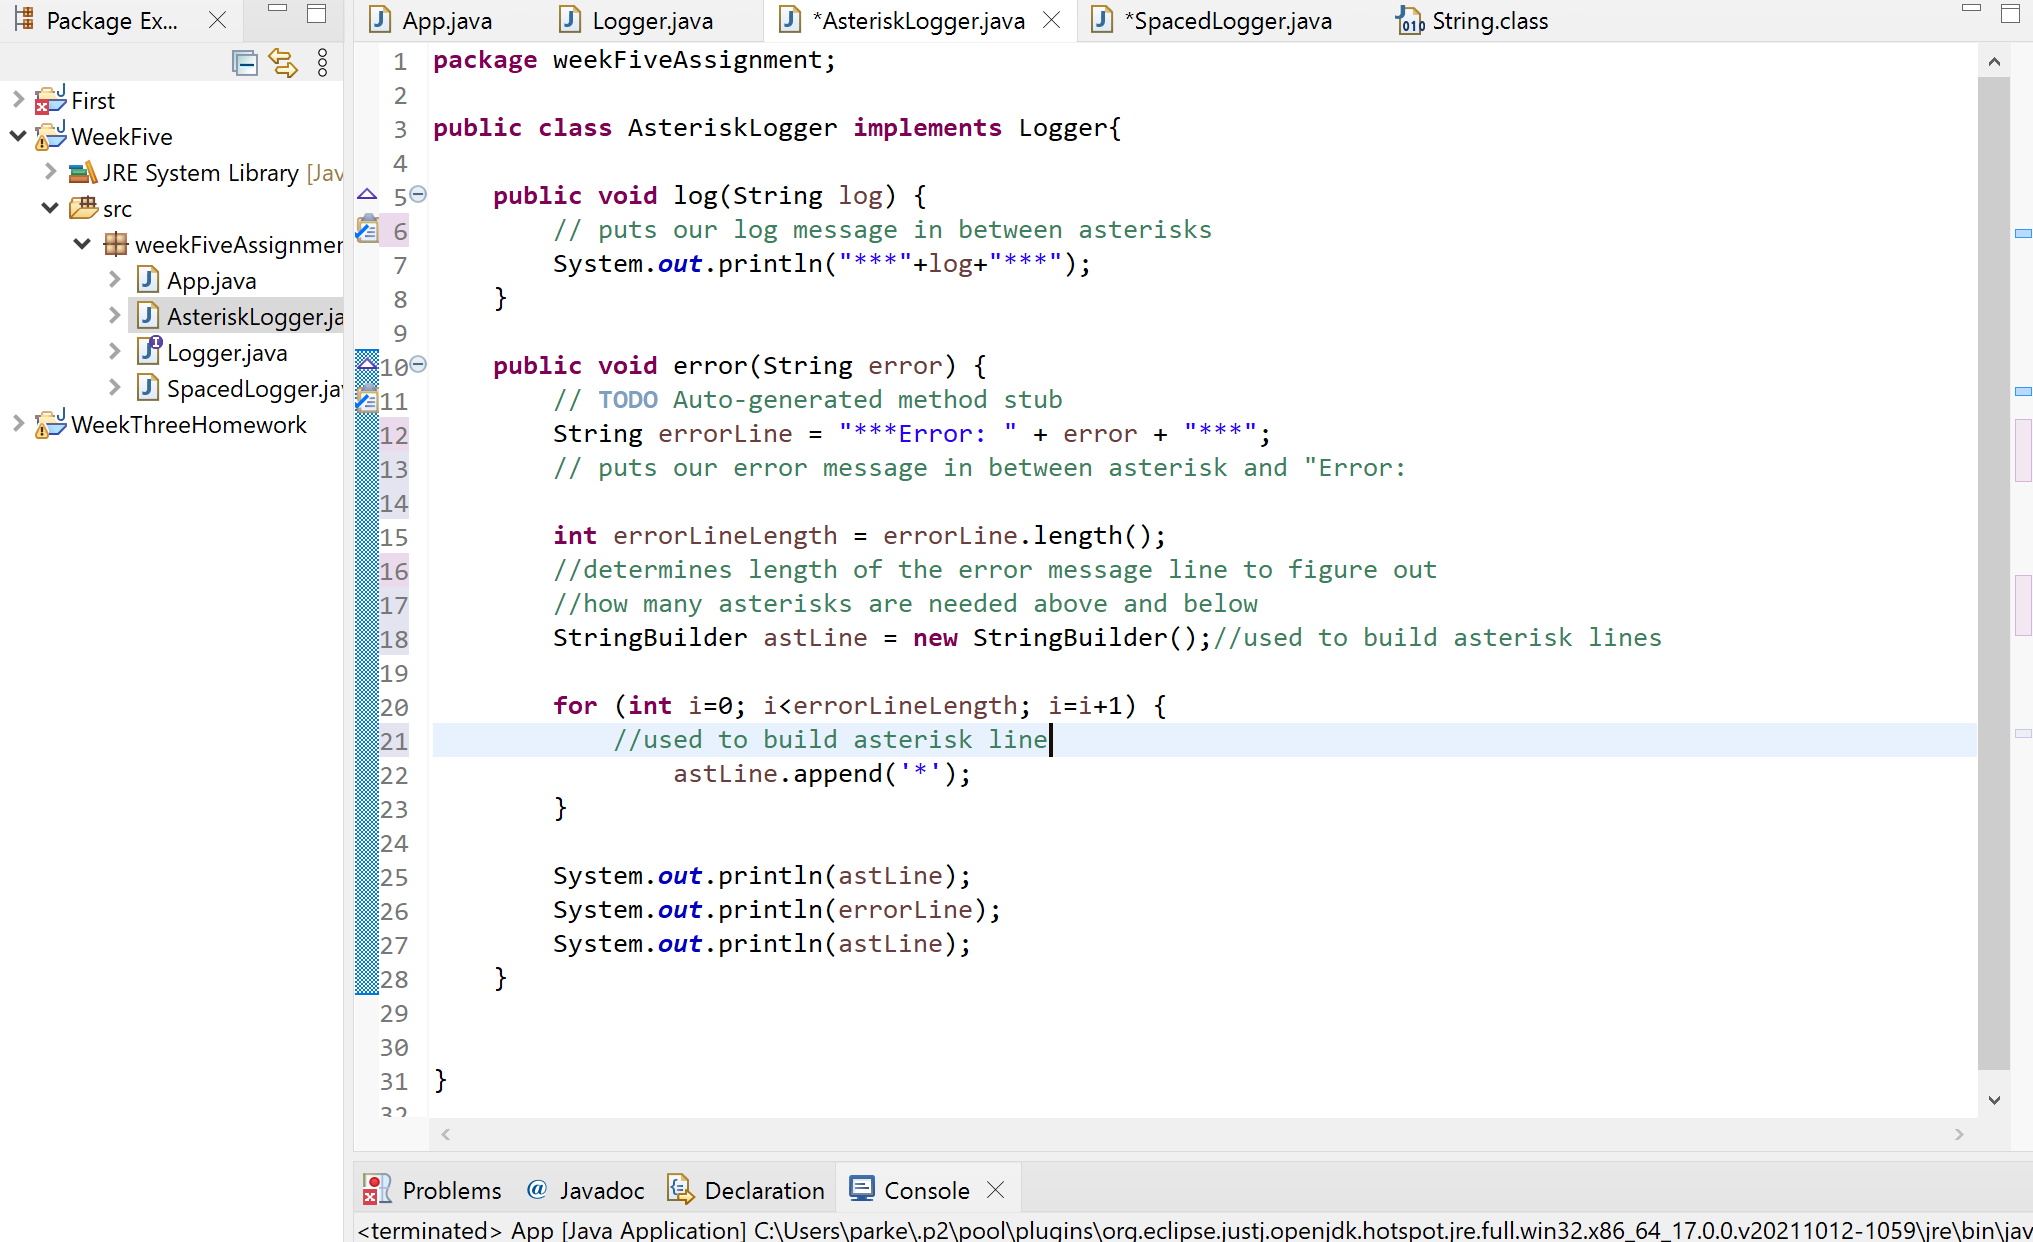 Package Ex...
App.java
Logger.java
*AsteriskLogger.java
*SpacedLogger.java
String.class
First
WeekFive
JRE System Library [Jav
src
weekFiveAssignmen
App.java
AsteriskLogger.ja
Logger.java
SpacedLogger.jav
WeekThreeHomework
1 package weekFiveAssignment;
2
3 public class AsteriskLogger implements Logger{
4
5     public void log(String log) {
6         // puts our log message in between asterisks
7         System.out.println("***"+log+"***");
8     }
9
10     public void error(String error) {
11         // TODO Auto-generated method stub
12         String errorLine = "***Error: " + error + "***";
13         // puts our error message in between asterisk and "Error:
14
15         int errorLineLength = errorLine.length();
16         //determines length of the error message line to figure out
17         //how many asterisks are needed above and below
18         StringBuilder astLine = new StringBuilder();//used to build asterisk lines
19
20         for (int i=0; i<errorLineLength; i=i+1) {
21             //used to build asterisk line
22                 astLine.append('*');
23         }
24
25         System.out.println(astLine);
26         System.out.println(errorLine);
27         System.out.println(astLine);
28     }
29
30
31 }
32
Problems
@ Javadoc
Declaration
Console
<terminated> App [Java Application] C:\Users\parke\.p2\pool\plugins\org.eclipse.justj.openjdk.hotspot.jre.full.win32.x86_64_17.0.0.v20211012-1059\jre\bin\jav